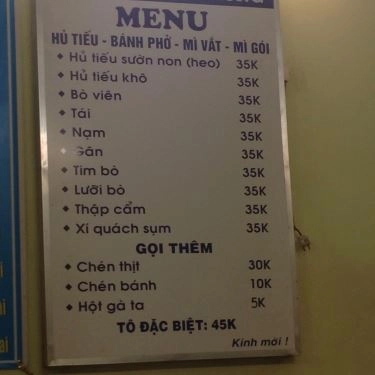 MENU
HỦ TIẾU - BÁNH PHỞ - MÌ VẮT - MÌ GÓI
Hủ tiếu sườn non (heo) 35K
Hủ tiếu khô 35K
Bò viên 35K
Tái 35K
Nạm 35K
Gân 35K
Tim bò 35K
Lưỡi bò 35K
Thập cẩm 35K
Xí quách sụm 35K
GỌI THÊM
Chén thịt 30K
Chén bánh 10K
Hột gà ta 5K
TÔ ĐẶC BIỆT: 45K
Kính mời !